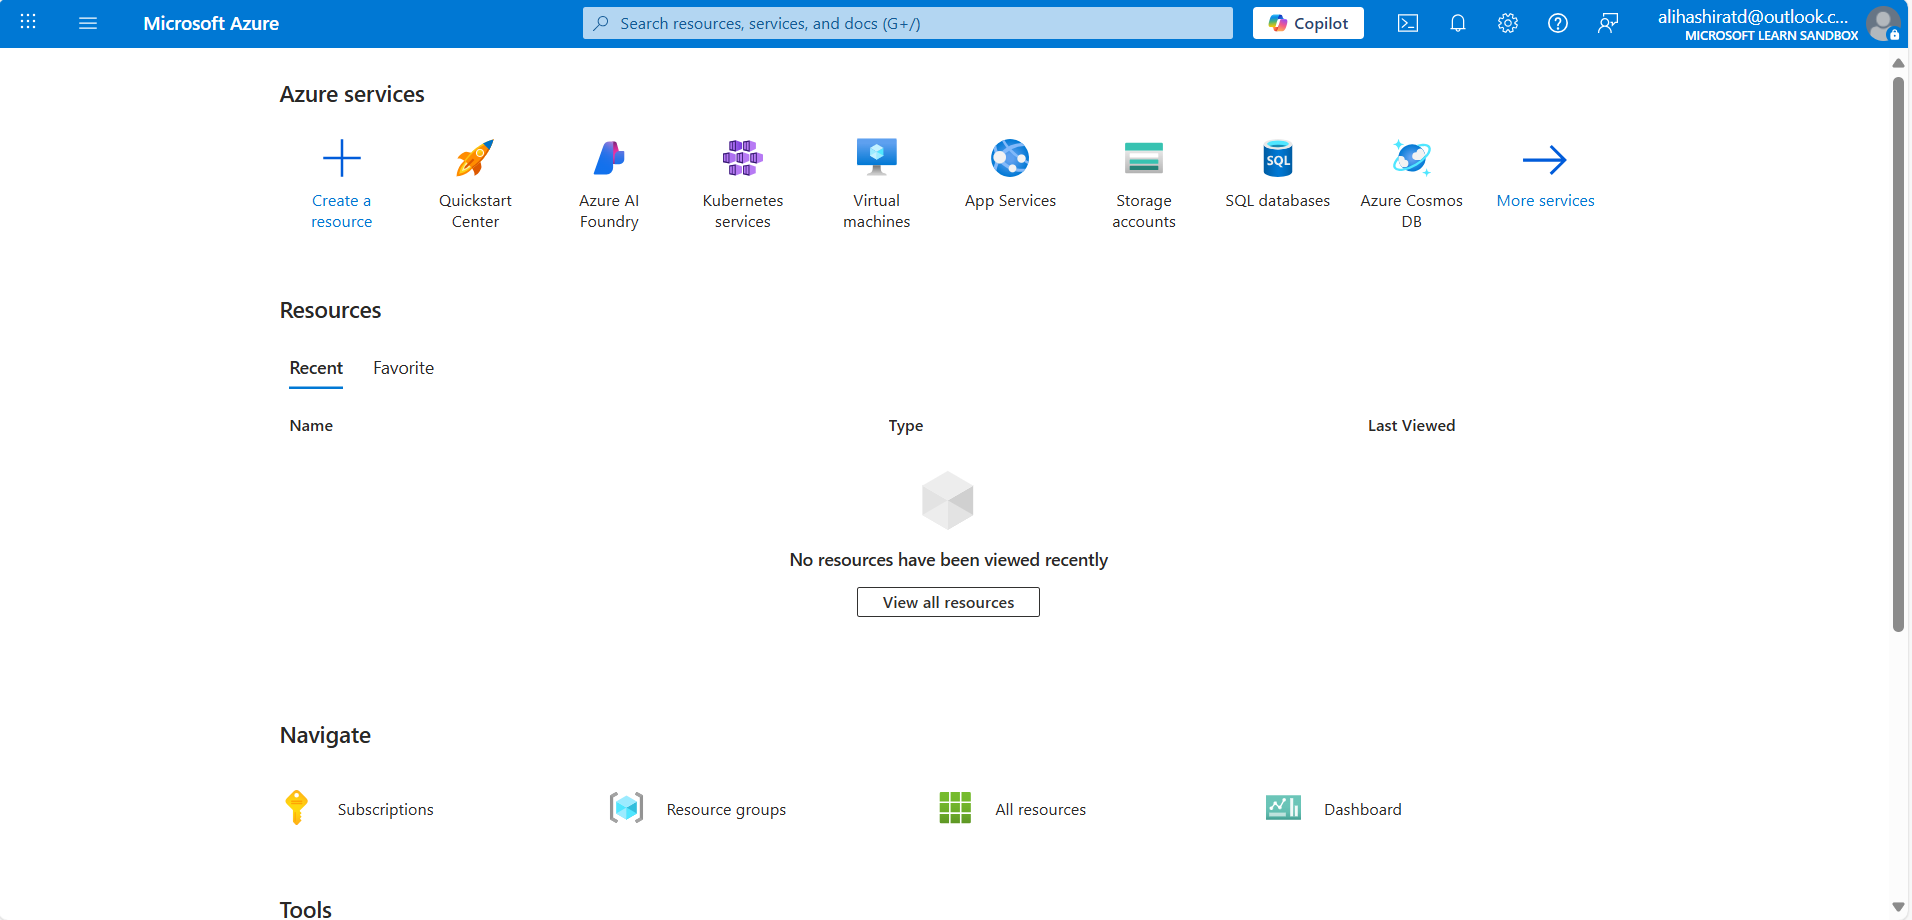 Microsoft Azure
Search resources, services, and docs (G+/)
Copilot
alihashiratd@outlook.c...
MICROSOFT LEARN SANDBOX
Azure services
Create a
resource
Quickstart
Center
Azure AI
Foundry
Kubernetes
services
Virtual
machines
App Services
Storage
accounts
SQL
SQL databases
Azure Cosmos
DB
More services
Resources
Recent
Favorite
Name
Type
Last Viewed
No resources have been viewed recently
View all resources
Navigate
Subscriptions
Resource groups
All resources
Dashboard
Tools